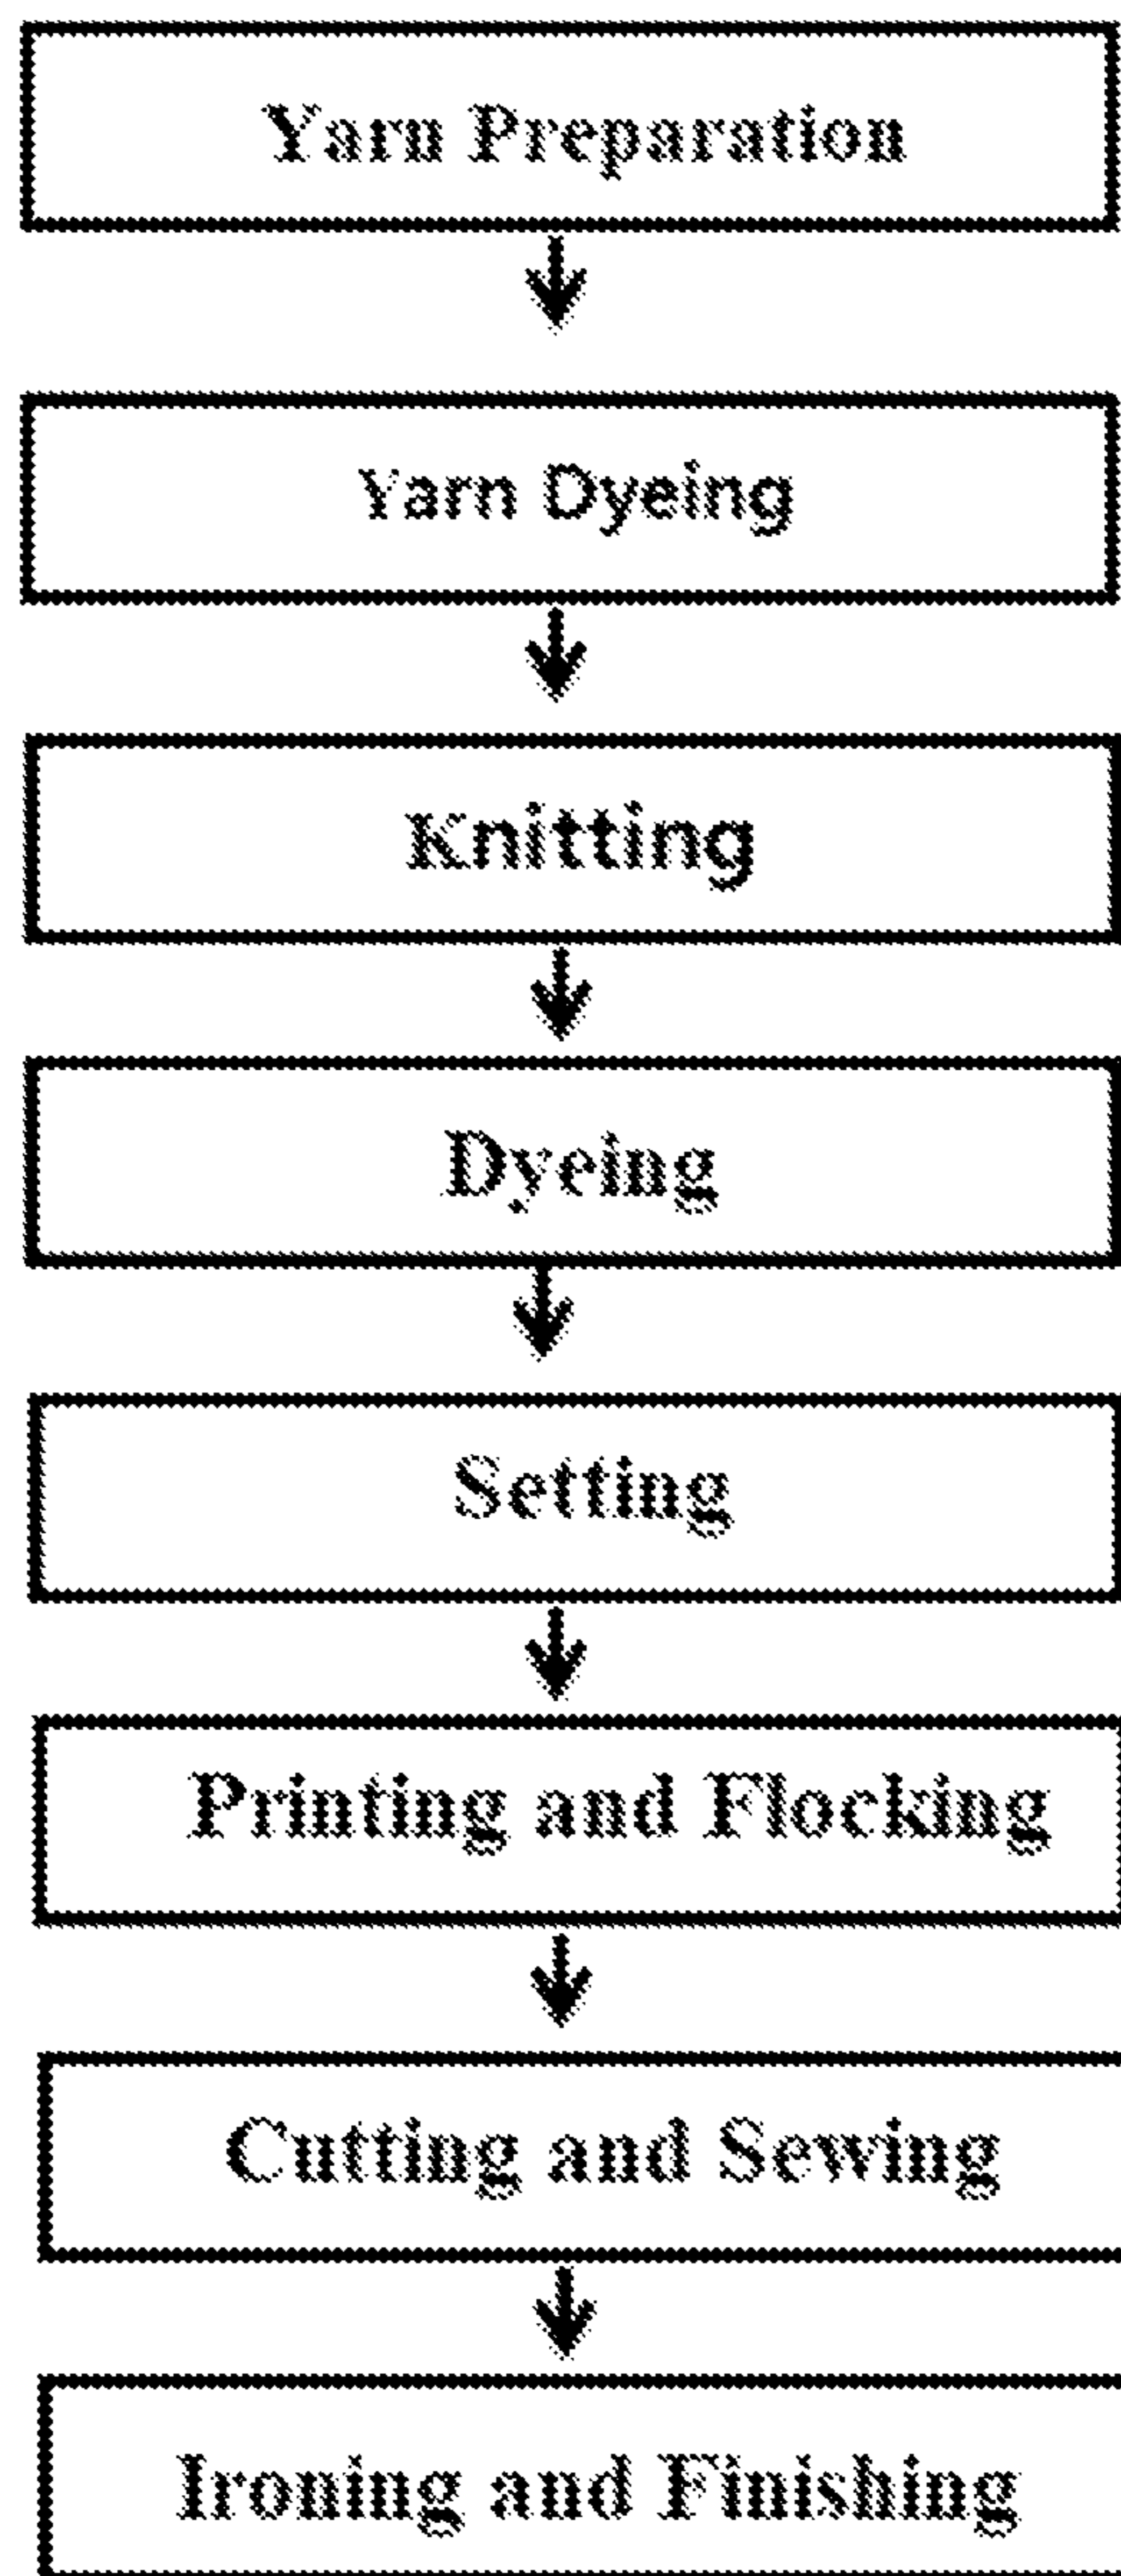 Yarn Preparation
Yarn Dyeing
Knitting
Dyeing
Setting
Printing and Flocking
Cutting and Sewing
Ironing and Finishing